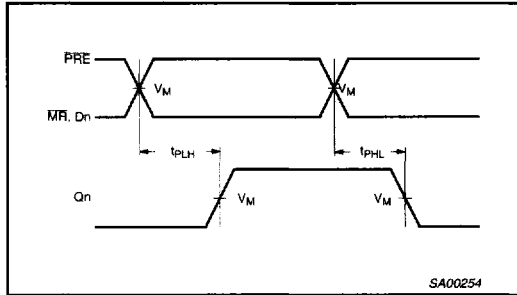 PRE
VM VM
MR, Dn
tPLH tPHL
Qn VM VM
SA00254